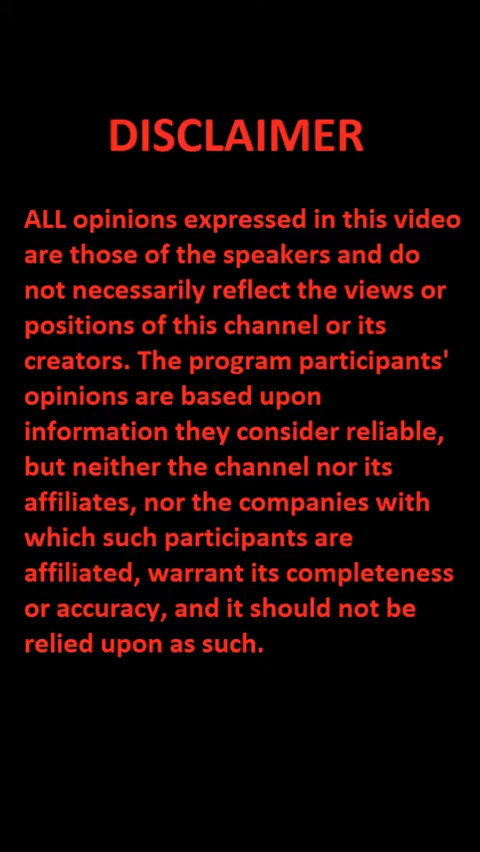 DISCLAIMER
ALL opinions expressed in this video
are those of the speakers and do
not necessarily reflect the views or
positions of this channel or its
creators. The program participants'
opinions are based upon
information they consider reliable,
but neither the channel nor its
affiliates, nor the companies with
which such participants are
affiliated, warrant its completeness
or accuracy, and it should not be
relied upon as such.